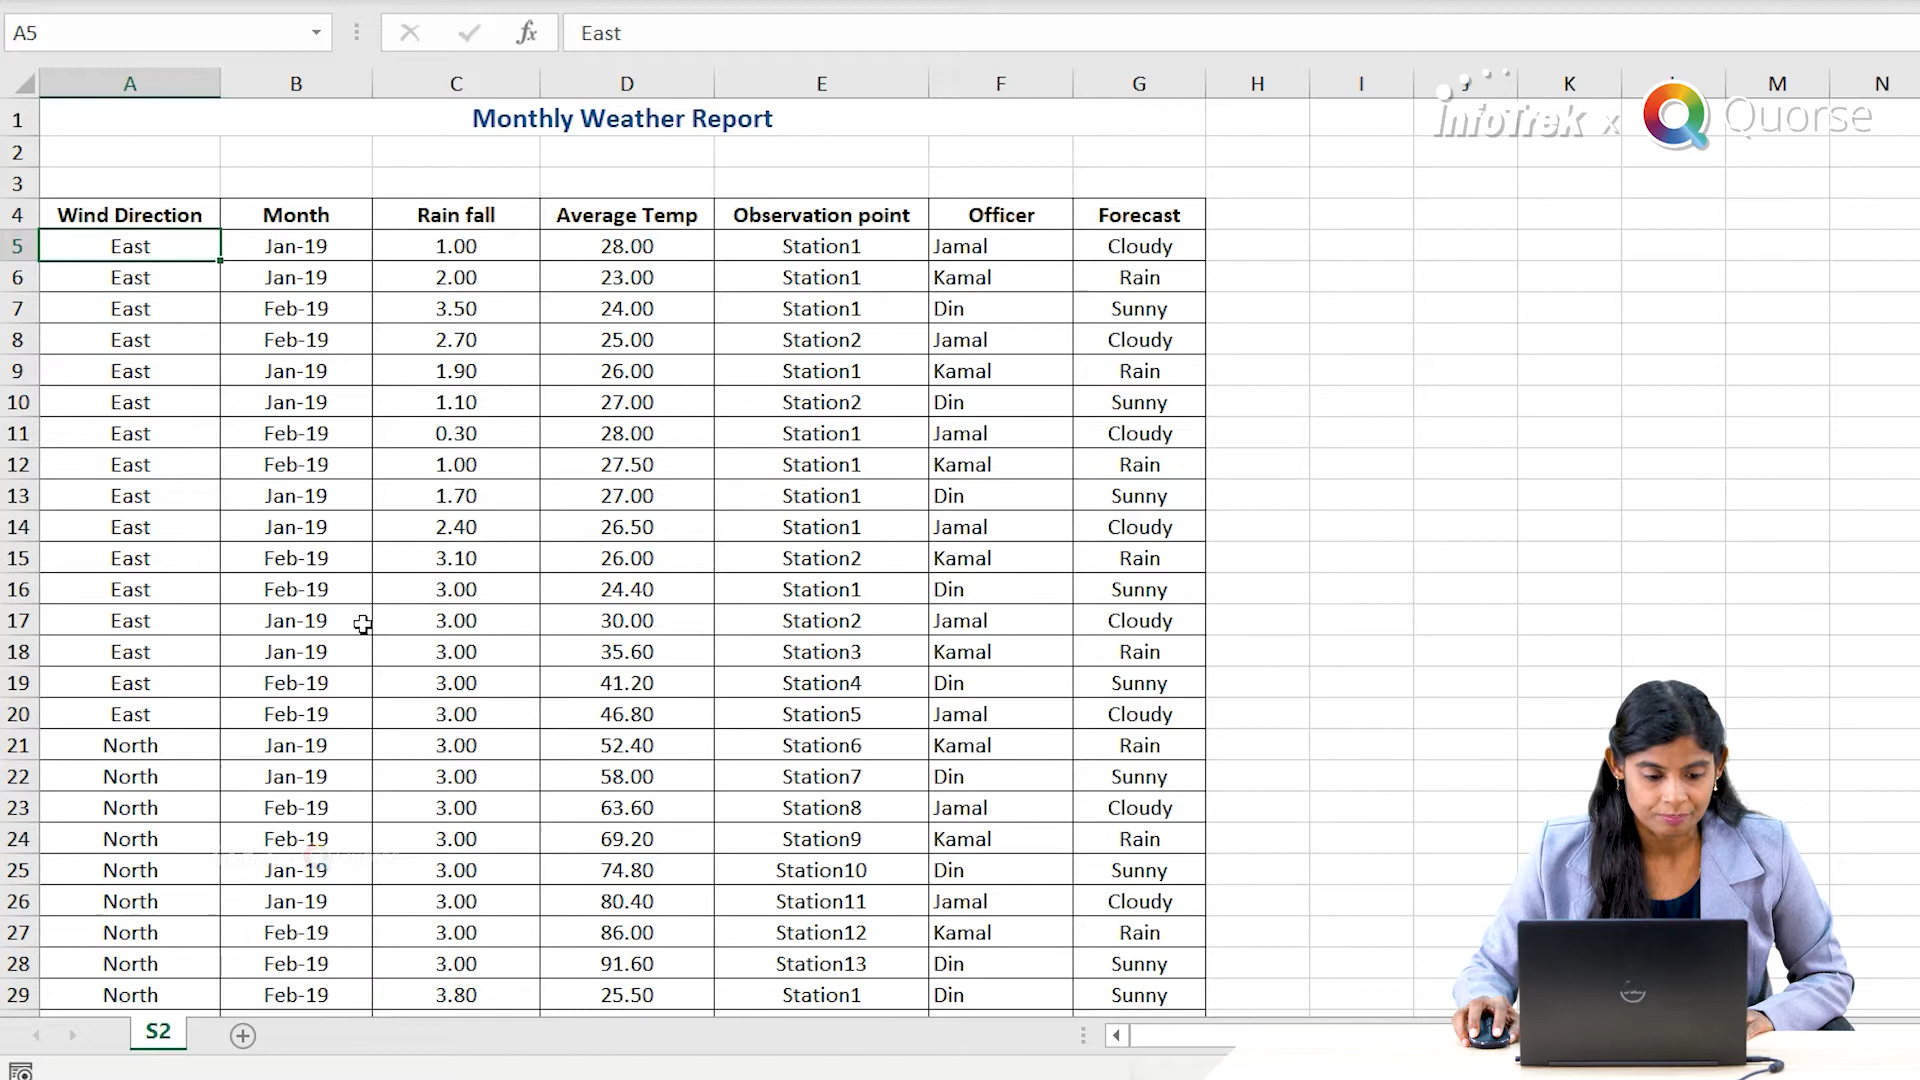 A5 fx East
A B C D E F G H I J K L M N
infoTrek x Quorse
1 Monthly Weather Report
2
3
4 Wind Direction Month Rain fall Average Temp Observation point Officer Forecast
5 East Jan-19 1.00 28.00 Station1 Jamal Cloudy
6 East Jan-19 2.00 23.00 Station1 Kamal Rain
7 East Feb-19 3.50 24.00 Station1 Din Sunny
8 East Feb-19 2.70 25.00 Station2 Jamal Cloudy
9 East Jan-19 1.90 26.00 Station1 Kamal Rain
10 East Jan-19 1.10 27.00 Station2 Din Sunny
11 East Feb-19 0.30 28.00 Station1 Jamal Cloudy
12 East Feb-19 1.00 27.50 Station1 Kamal Rain
13 East Jan-19 1.70 27.00 Station1 Din Sunny
14 East Jan-19 2.40 26.50 Station1 Jamal Cloudy
15 East Feb-19 3.10 26.00 Station2 Kamal Rain
16 East Feb-19 3.00 24.40 Station1 Din Sunny
17 East Jan-19 3.00 30.00 Station2 Jamal Cloudy
18 East Jan-19 3.00 35.60 Station3 Kamal Rain
19 East Feb-19 3.00 41.20 Station4 Din Sunny
20 East Feb-19 3.00 46.80 Station5 Jamal Cloudy
21 North Jan-19 3.00 52.40 Station6 Kamal Rain
22 North Jan-19 3.00 58.00 Station7 Din Sunny
23 North Feb-19 3.00 63.60 Station8 Jamal Cloudy
24 North Feb-19 3.00 69.20 Station9 Kamal Rain
25 North Jan-19 3.00 74.80 Station10 Din Sunny
26 North Jan-19 3.00 80.40 Station11 Jamal Cloudy
27 North Feb-19 3.00 86.00 Station12 Kamal Rain
28 North Feb-19 3.00 91.60 Station13 Din Sunny
29 North Feb-19 3.80 25.50 Station1 Din Sunny
S2